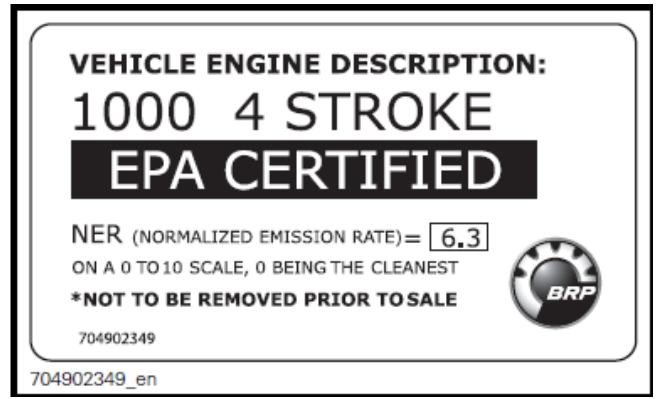 VEHICLE ENGINE DESCRIPTION:
1000 4 STROKE
EPA CERTIFIED
NER (NORMALIZED EMISSION RATE)= 6.3
ON A 0 TO 10 SCALE, 0 BEING THE CLEANEST
BRP
*NOT TO BE REMOVED PRIOR TO SALE
704902349
704902349_en